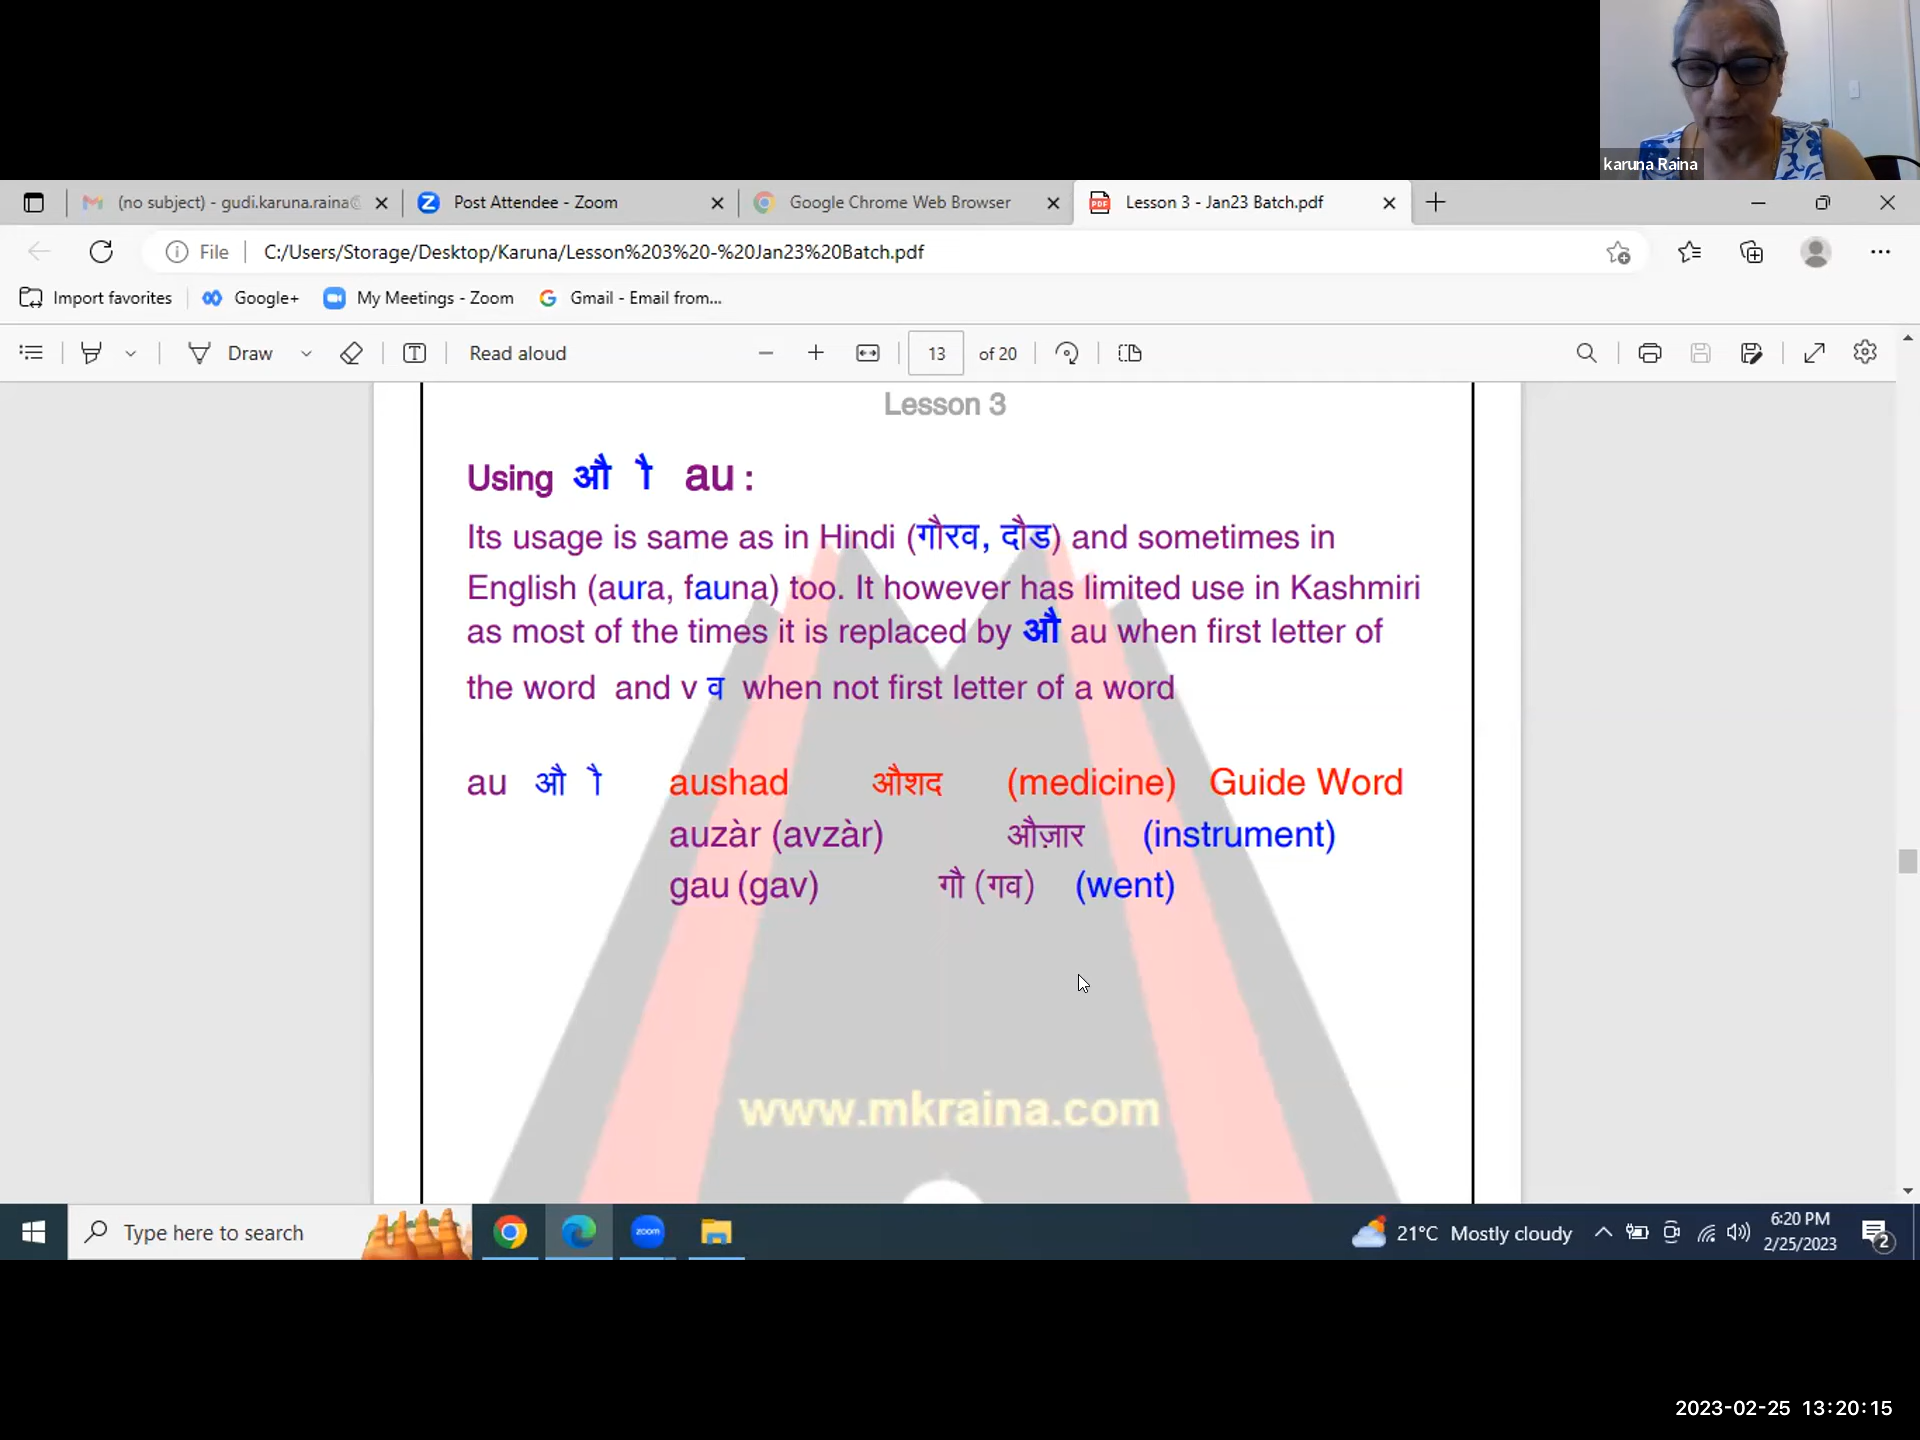 karuna Raina
(no subject) - gudi.karuna.raina@
Post Attendee - Zoom
Google Chrome Web Browser
Lesson 3 - Jan23 Batch.pdf
File
C:/Users/Storage/Desktop/Karuna/Lesson%203%20-%20Jan23%20Batch.pdf
Import favorites
Google+
My Meetings - Zoom
Gmail - Email from...
Draw
Read aloud
13 of 20
Lesson 3
Using औ ौ au :
Its usage is same as in Hindi (गौरव, दौड) and sometimes in
English (aura, fauna) too. It however has limited use in Kashmiri
as most of the times it is replaced by औ au when first letter of
the word and v व when not first letter of a word
au औ ौ aushad औशद (medicine) Guide Word
auzàr (avzàr) औज़ार (instrument)
gau (gav) गौ (गव) (went)
www.mkraina.com
Type here to search
zoom
21°C Mostly cloudy
6:20 PM
2/25/2023
2
2023-02-25 13:20:15